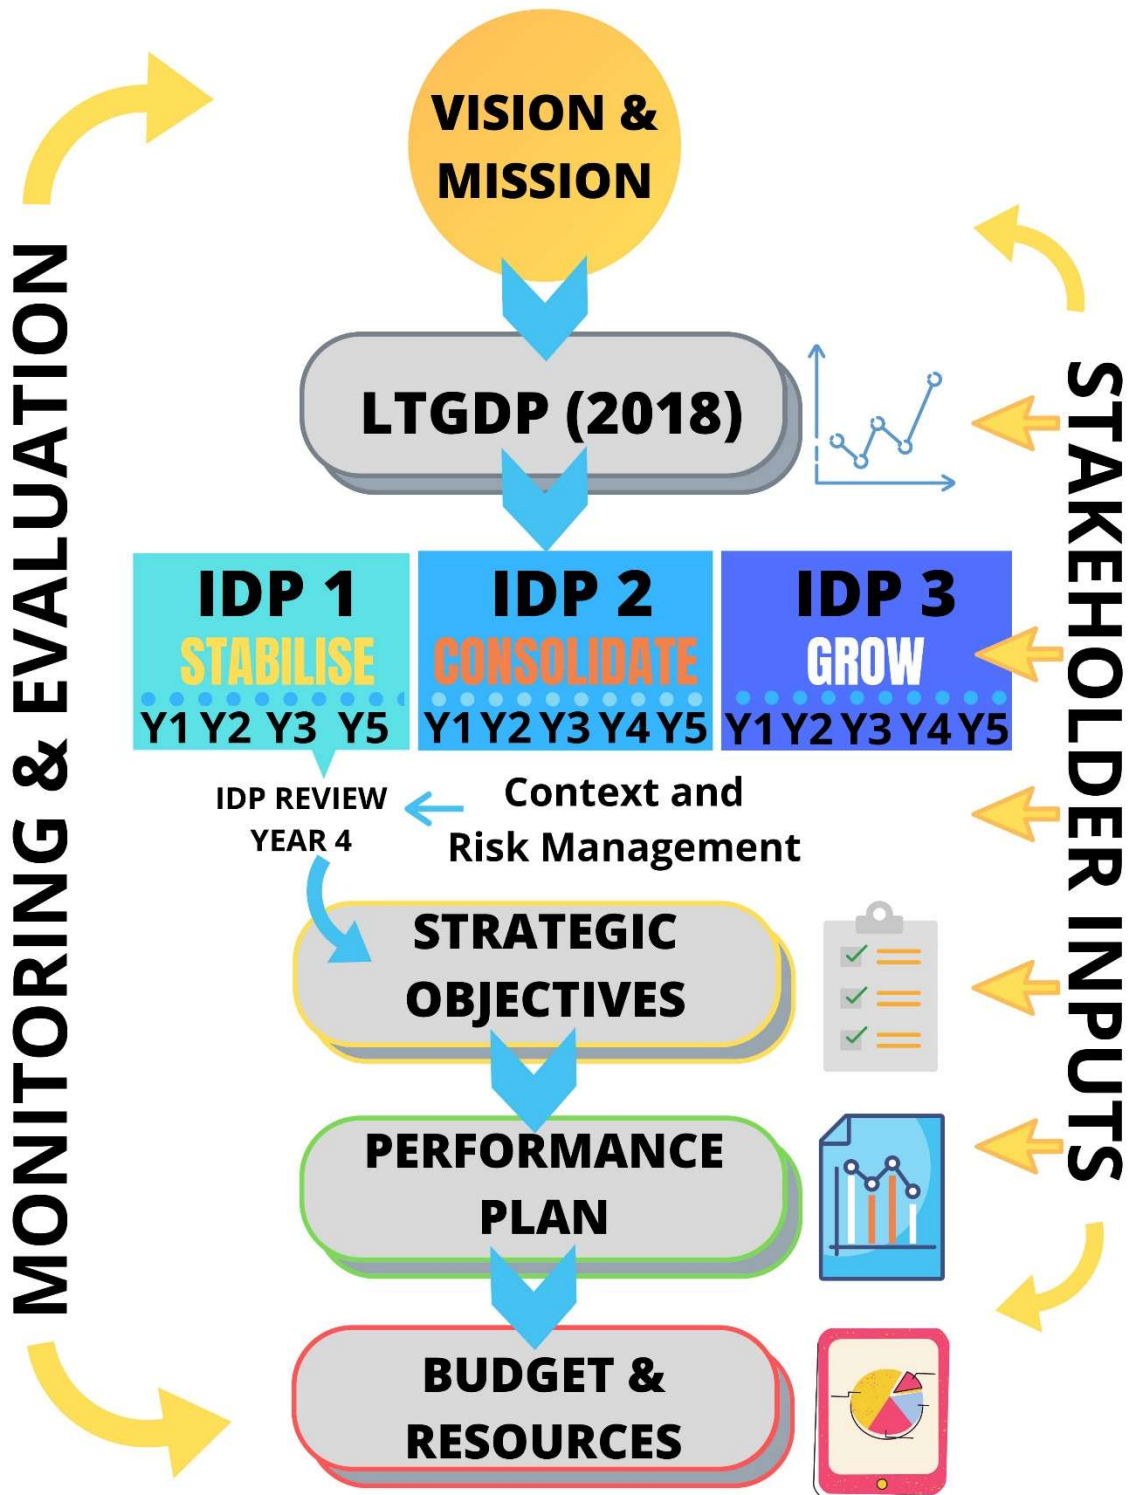 VISION &
MISSION
LTGDP (2018)
IDP 1
STABILISE
Y1 Y2 Y3 Y5
IDP 2
CONSOLIDATE
Y1 Y2 Y3 Y4 Y5
IDP 3
GROW
Y1 Y2 Y3 Y4 Y5
IDP REVIEW
YEAR 4
Context and
Risk Management
STRATEGIC
OBJECTIVES
PERFORMANCE
PLAN
BUDGET &
RESOURCES
MONITORING & EVALUATION
STAKEHOLDER INPUTS